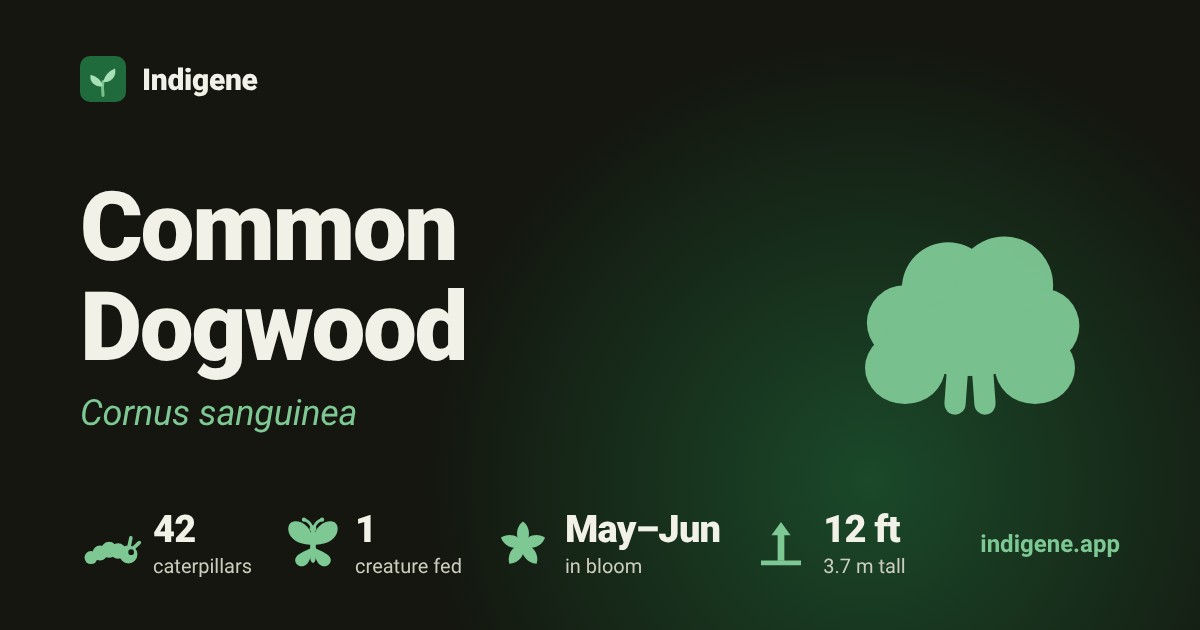 Indigene
Common
Dogwood
Cornus sanguinea
42
caterpillars
1
creature fed
May–Jun
in bloom
12 ft
3.7 m tall
indigene.app